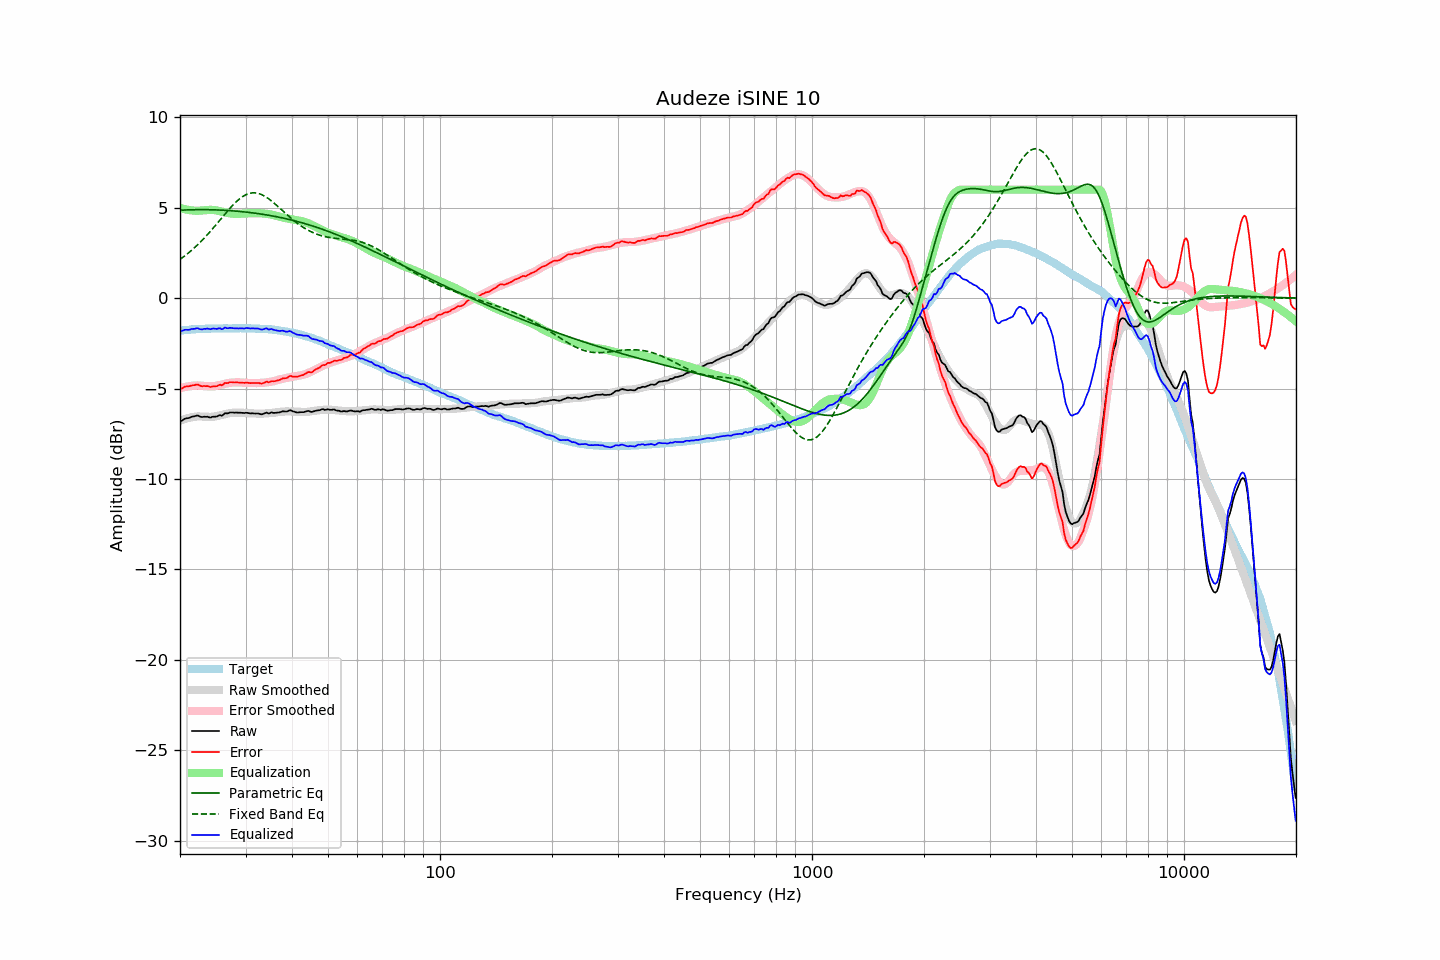 Audeze iSINE 10
10
5
0
−5
−10
−15
−20
−25
−30
Amplitude (dBr)
Target
Raw Smoothed
Error Smoothed
Raw
Error
Equalization
Parametric Eq
Fixed Band Eq
Equalized
100
1000
10000
Frequency (Hz)